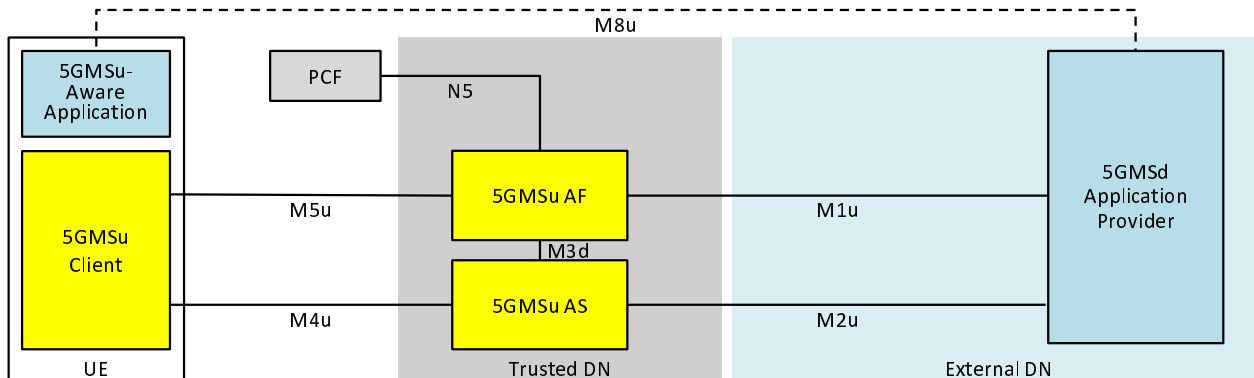 M8u
5GMSu-
Aware
Application
PCF
N5
5GMSu AF
5GMSd
Application
Provider
M5u
M1u
5GMSu
Client
M3d
5GMSu AS
M4u
M2u
UE
Trusted DN
External DN